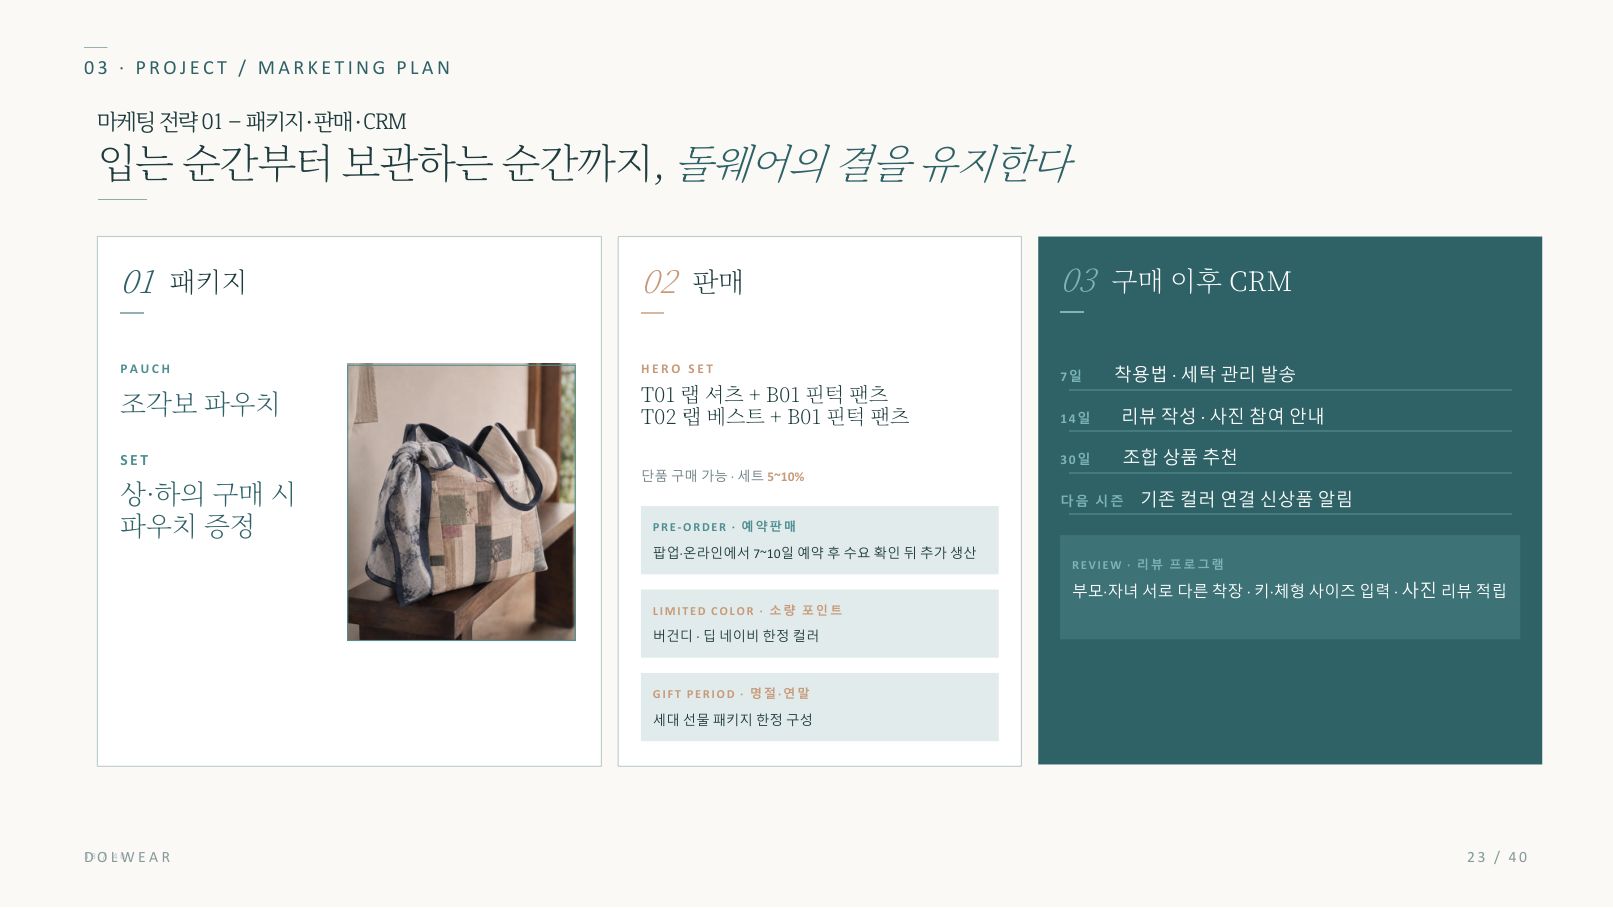 03 · PROJECT / MARKETING PLAN
마케팅 전략 01 – 패키지·판매·CRM
입는 순간부터 보관하는 순간까지, 돌웨어의 결을 유지한다
01 패키지
PAUCH
조각보 파우치
SET
상·하의 구매 시
파우치 증정
02 판매
HERO SET
T01 랩 셔츠 + B01 핀턱 팬츠
T02 랩 베스트 + B01 핀턱 팬츠
단품 구매 가능 · 세트 5~10%
PRE-ORDER · 예약판매
팝업·온라인에서 7~10일 예약 후 수요 확인 뒤 추가 생산
LIMITED COLOR · 소량 포인트
버건디 · 딥 네이비 한정 컬러
GIFT PERIOD · 명절·연말
세대 선물 패키지 한정 구성
03 구매 이후 CRM
7일 착용법 · 세탁 관리 발송
14일 리뷰 작성 · 사진 참여 안내
30일 조합 상품 추천
다음 시즌 기존 컬러 연결 신상품 알림
REVIEW · 리뷰 프로그램
부모·자녀 서로 다른 착장 · 키·체형 사이즈 입력 · 사진 리뷰 적립
DOLWEAR
23 / 40